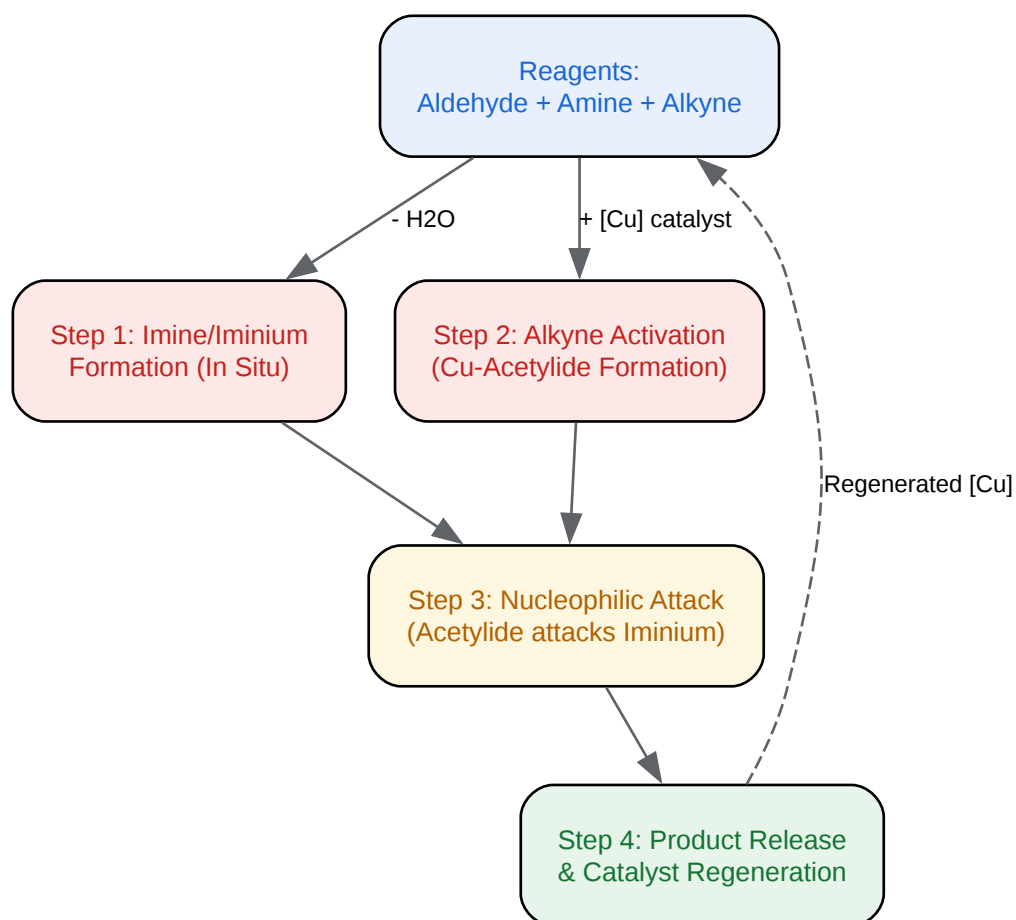 Reagents:
Aldehyde + Amine + Alkyne
- H2O
+ [Cu] catalyst
Step 1: Imine/Iminium
Formation (In Situ)
Step 2: Alkyne Activation
(Cu-Acetylide Formation)
Regenerated [Cu]
Step 3: Nucleophilic Attack
(Acetylide attacks Iminium)
Step 4: Product Release
& Catalyst Regeneration